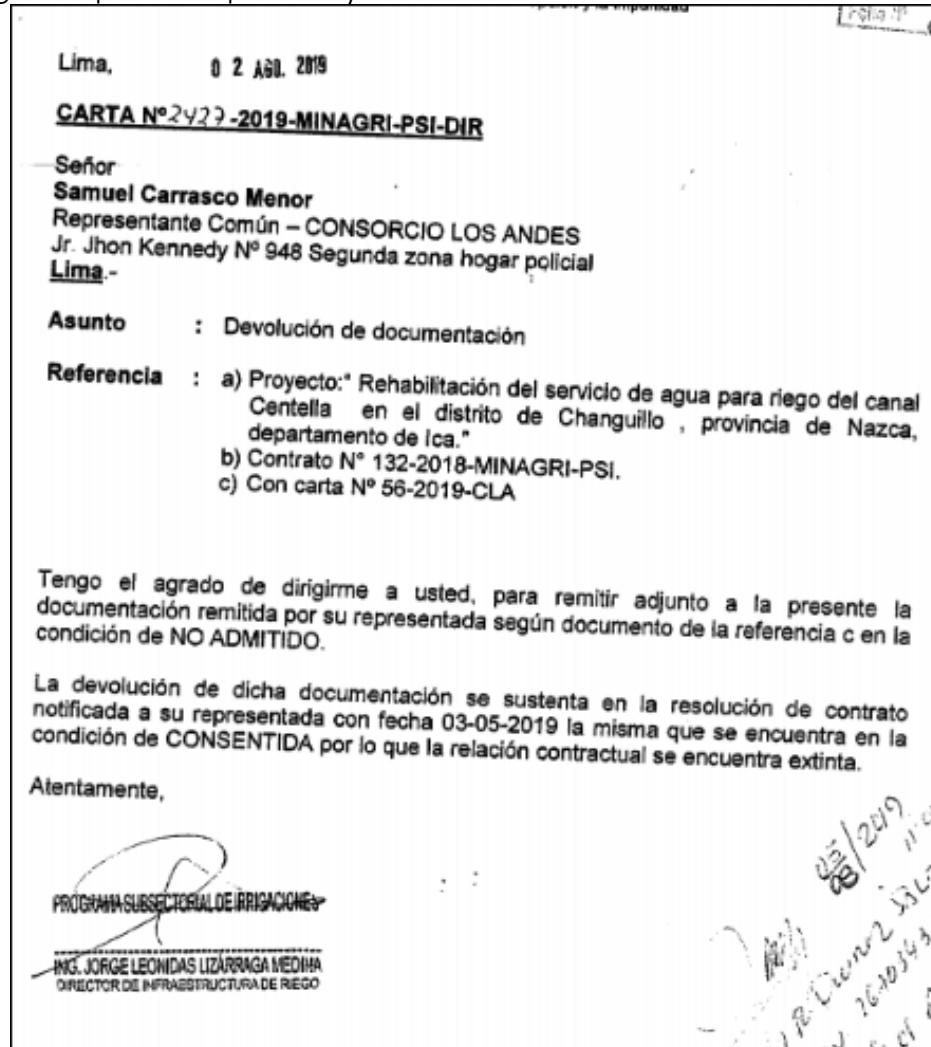 y la impunidad
Folio N°
Lima, 02 AGO. 2019
CARTA Nº2427-2019-MINAGRI-PSI-DIR
Señor
Samuel Carrasco Menor
Representante Común – CONSORCIO LOS ANDES
Jr. Jhon Kennedy Nº 948 Segunda zona hogar policial
Lima.-
Asunto : Devolución de documentación
Referencia : a) Proyecto:" Rehabilitación del servicio de agua para riego del canal
Centella en el distrito de Changuillo , provincia de Nazca,
departamento de Ica."
b) Contrato N° 132-2018-MINAGRI-PSI.
c) Con carta Nº 56-2019-CLA
Tengo el agrado de dirigirme a usted, para remitir adjunto a la presente la
documentación remitida por su representada según documento de la referencia c en la
condición de NO ADMITIDO.
La devolución de dicha documentación se sustenta en la resolución de contrato
notificada a su representada con fecha 03-05-2019 la misma que se encuentra en la
condición de CONSENTIDA por lo que la relación contractual se encuentra extinta.
Atentamente,
PROGRAMA SUBSECTORIAL DE IRRIGACIONES
ING. JORGE LEONIDAS LIZÁRRAGA MEDINA
DIRECTOR DE INFRAESTRUCTURA DE RIEGO
/2019